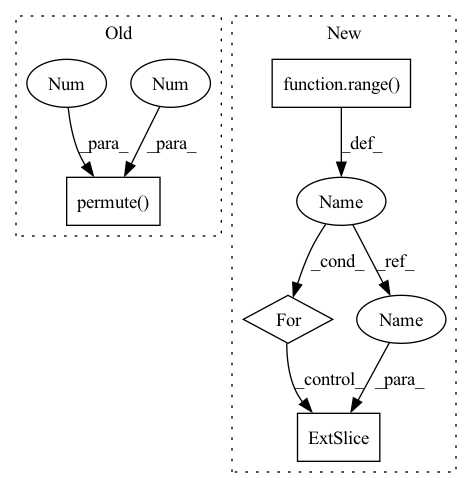 Old
New
Num
Num
function.range()
_para_
_para_
_def_
permute()
Name
_cond_
_ref_
For
Name
_control_
_para_
ExtSlice